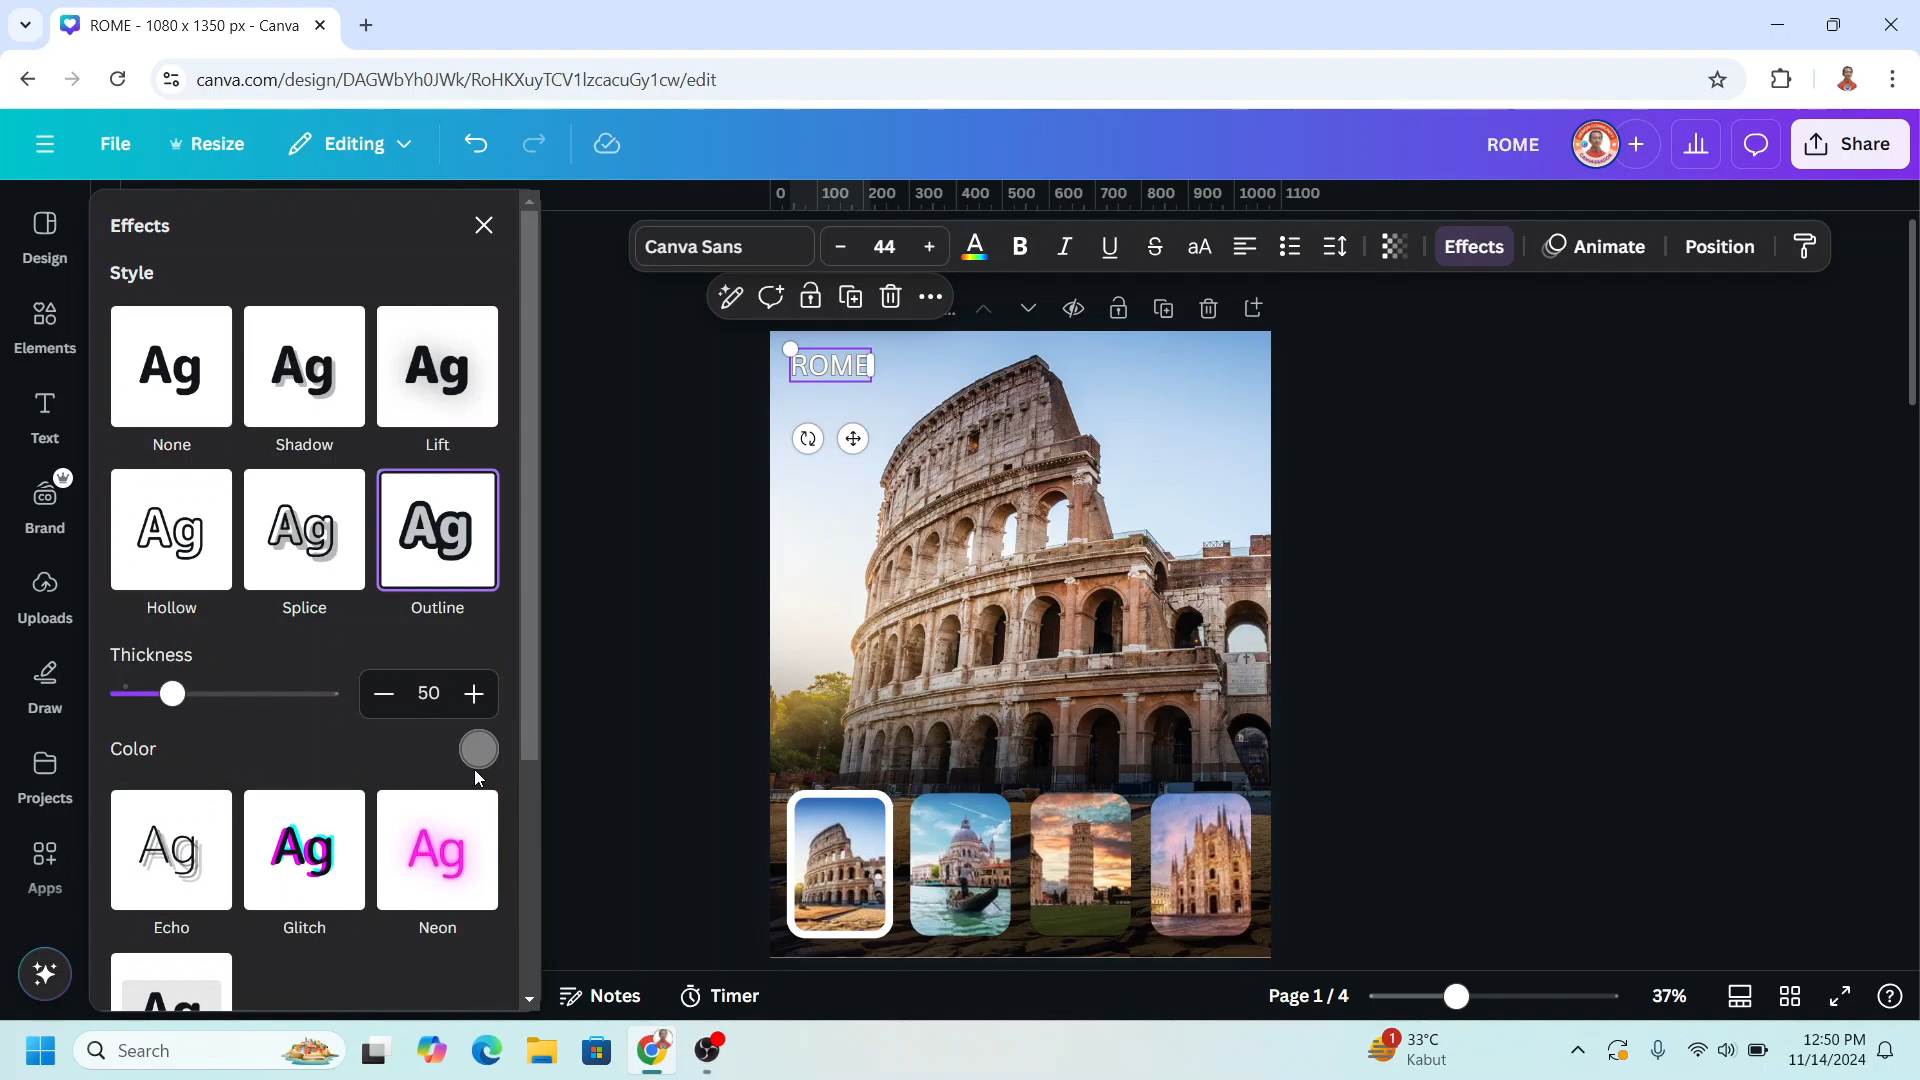 ROME - 1080 x 1350 px - Canva
canva.com/design/DAGWbYh0JWk/RoHKXuyTCV1lzcacuGy1cw/edit
File
Resize
Editing
ROME
Share
0 100 200 300 400 500 600 700 800 900 1000 1100
Design
Elements
Text
Brand
Uploads
Draw
Projects
Apps
Effects
Style
Ag Ag Ag
None Shadow Lift
Ag Ag Ag
Hollow Splice Outline
Thickness
50
Color
Ag Ag Ag
Echo Glitch Neon
Ag
Canva Sans
44
A B I U S aA
Effects
Animate
Position
ROME
Notes
Timer
Page 1 / 4
37%
Search
1
33°C
Kabut
12:50 PM
11/14/2024